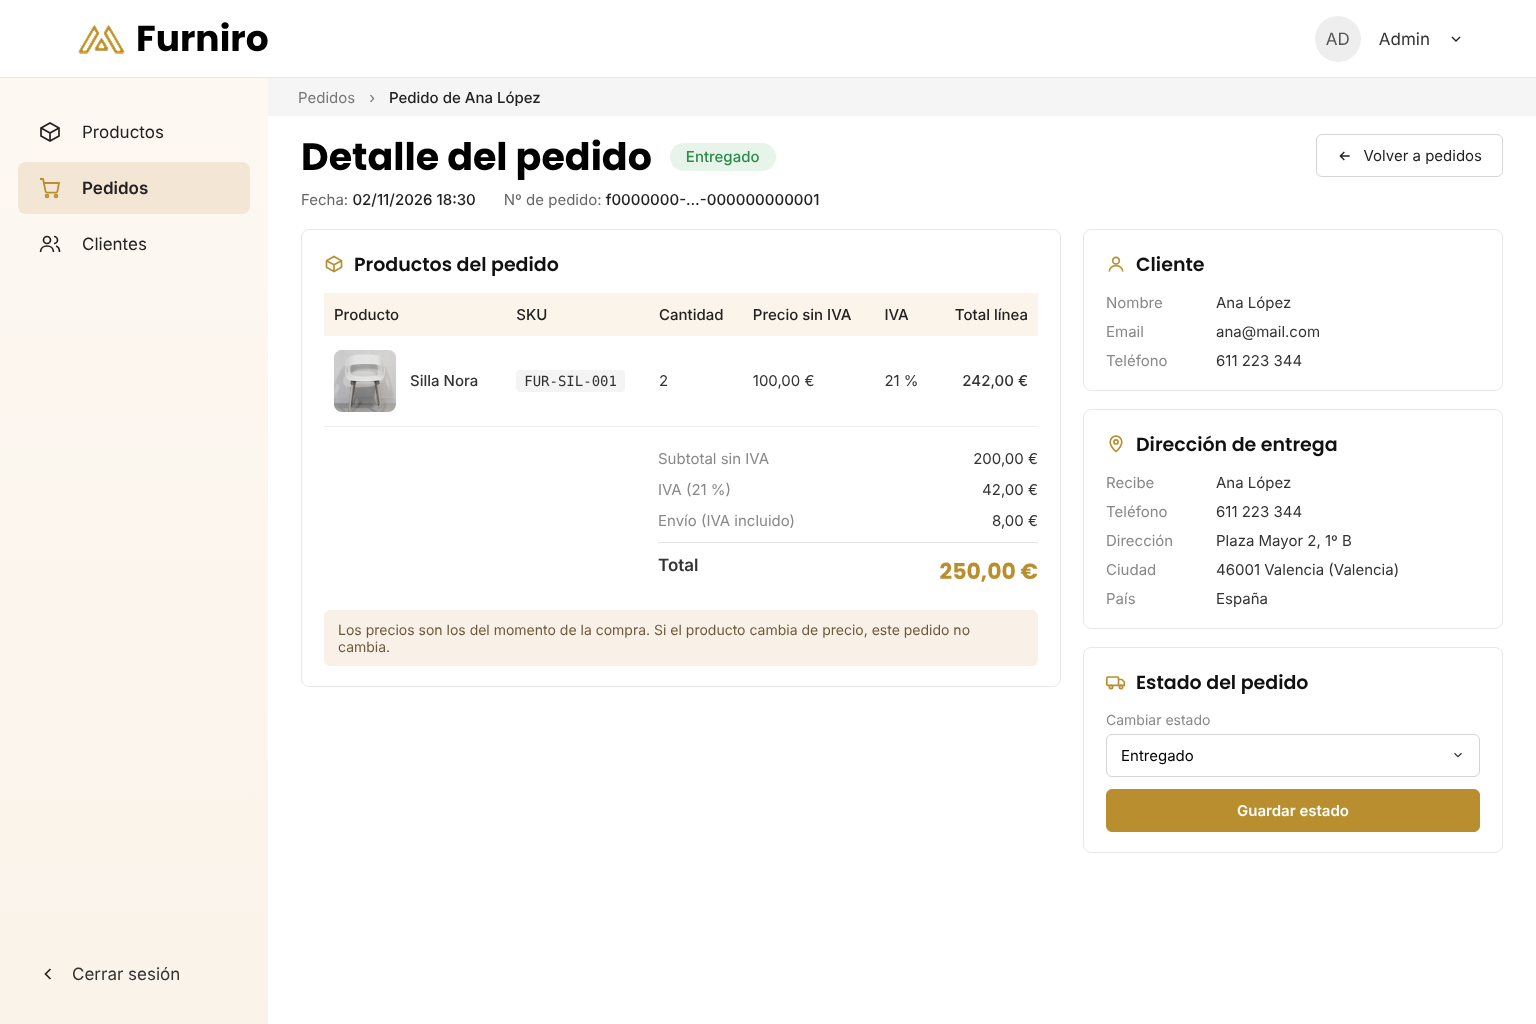 Furniro
AD Admin
Productos
Pedidos
Clientes
Cerrar sesión
Pedidos › Pedido de Ana López
Detalle del pedido Entregado
Volver a pedidos
Fecha: 02/11/2026 18:30 Nº de pedido: f0000000-...-000000000001
Productos del pedido
Producto SKU Cantidad Precio sin IVA IVA Total línea
Silla Nora FUR-SIL-001 2 100,00 € 21 % 242,00 €
Subtotal sin IVA 200,00 €
IVA (21 %) 42,00 €
Envío (IVA incluido) 8,00 €
Total 250,00 €
Los precios son los del momento de la compra. Si el producto cambia de precio, este pedido no
cambia.
Cliente
Nombre Ana López
Email ana@mail.com
Teléfono 611 223 344
Dirección de entrega
Recibe Ana López
Teléfono 611 223 344
Dirección Plaza Mayor 2, 1º B
Ciudad 46001 Valencia (Valencia)
País España
Estado del pedido
Cambiar estado
Entregado
Guardar estado